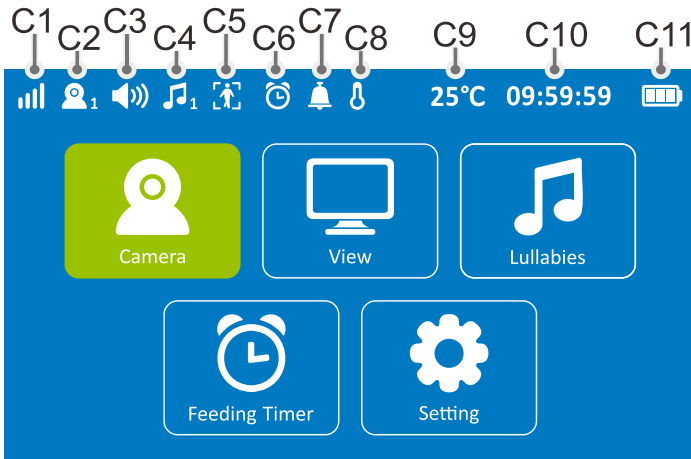 C1 C2 C3 C4 C5 C6 C7 C8 C9 C10 C11
1 1 25°C 09:59:59
Camera View Lullabies
Feeding Timer Setting